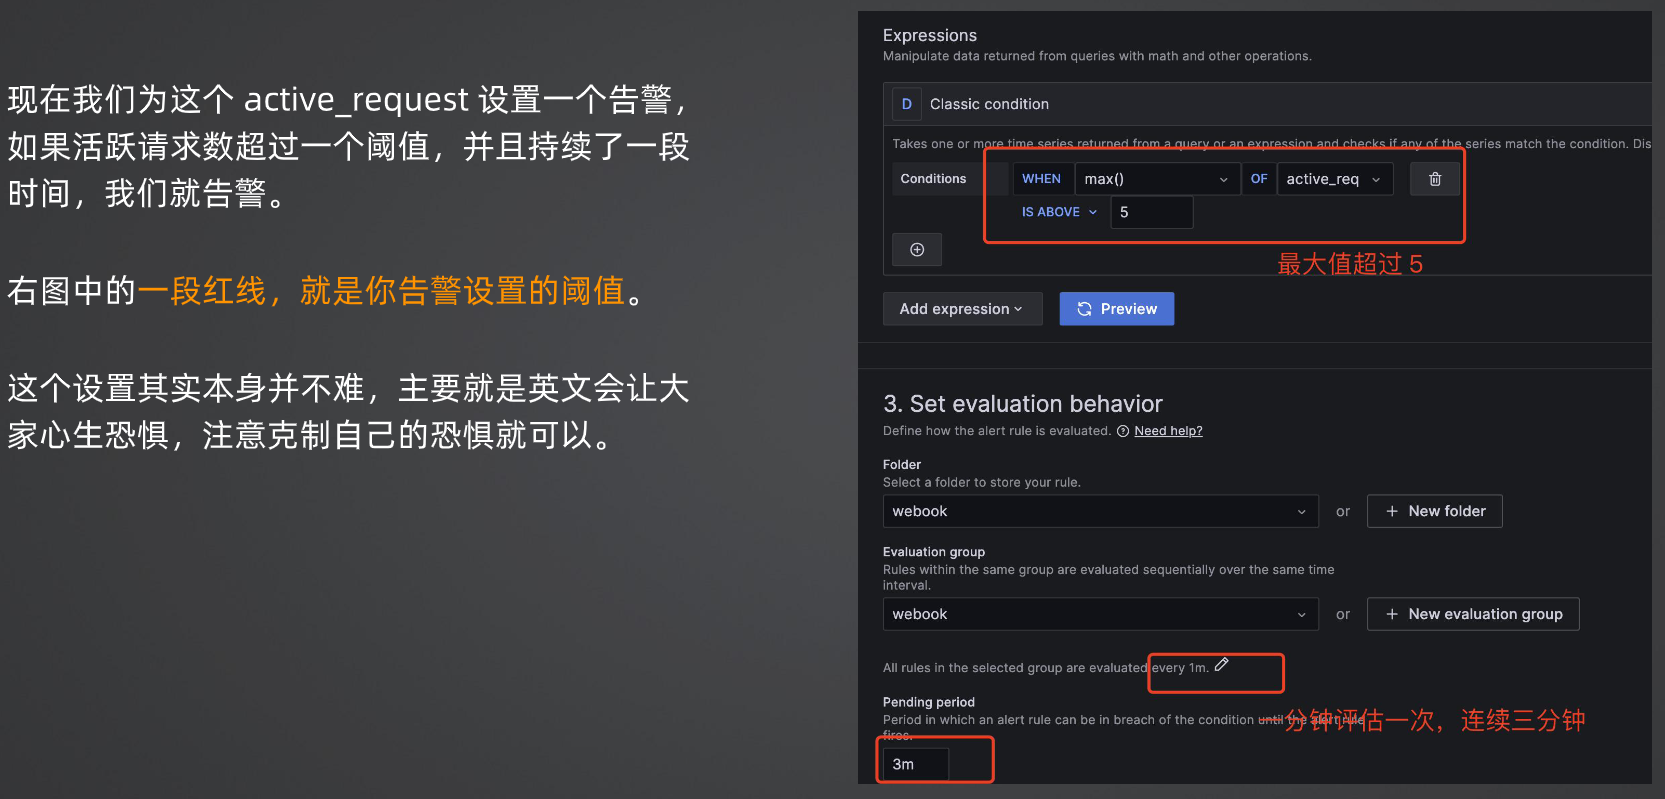 现在我们为这个 active_request 设置一个告警，
如果活跃请求数超过一个阈值，并且持续了一段
时间，我们就告警。
右图中的一段红线，就是你告警设置的阈值。
这个设置其实本身并不难，主要就是英文会让大
家心生恐惧，注意克制自己的恐惧就可以。
Expressions
Manipulate data returned from queries with math and other operations.
D Classic condition
Takes one or more time series returned from a query or an expression and checks if any of the series match the condition. Dis
Conditions WHEN max() OF active_req
IS ABOVE 5
最大值超过 5
Add expression Preview
3. Set evaluation behavior
Define how the alert rule is evaluated. Need help?
Folder
Select a folder to store your rule.
webook or + New folder
Evaluation group
Rules within the same group are evaluated sequentially over the same time
interval.
webook or + New evaluation group
All rules in the selected group are evaluated every 1m.
Pending period
Period in which an alert rule can be in breach of the condition until the alert rule
fires.
一分钟评估一次，连续三分钟
3m